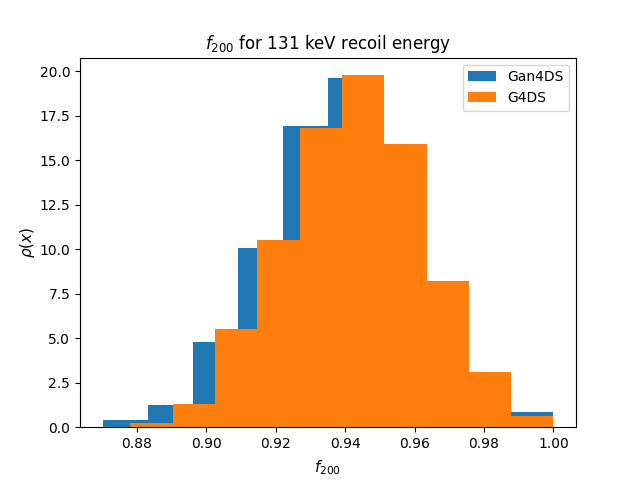 f₂₀₀ for 131 keV recoil energy
Gan4DS
G4DS
20.0
17.5
15.0
12.5
10.0
7.5
5.0
2.5
0.0
ρ(x)
0.88 0.90 0.92 0.94 0.96 0.98 1.00
f₂₀₀